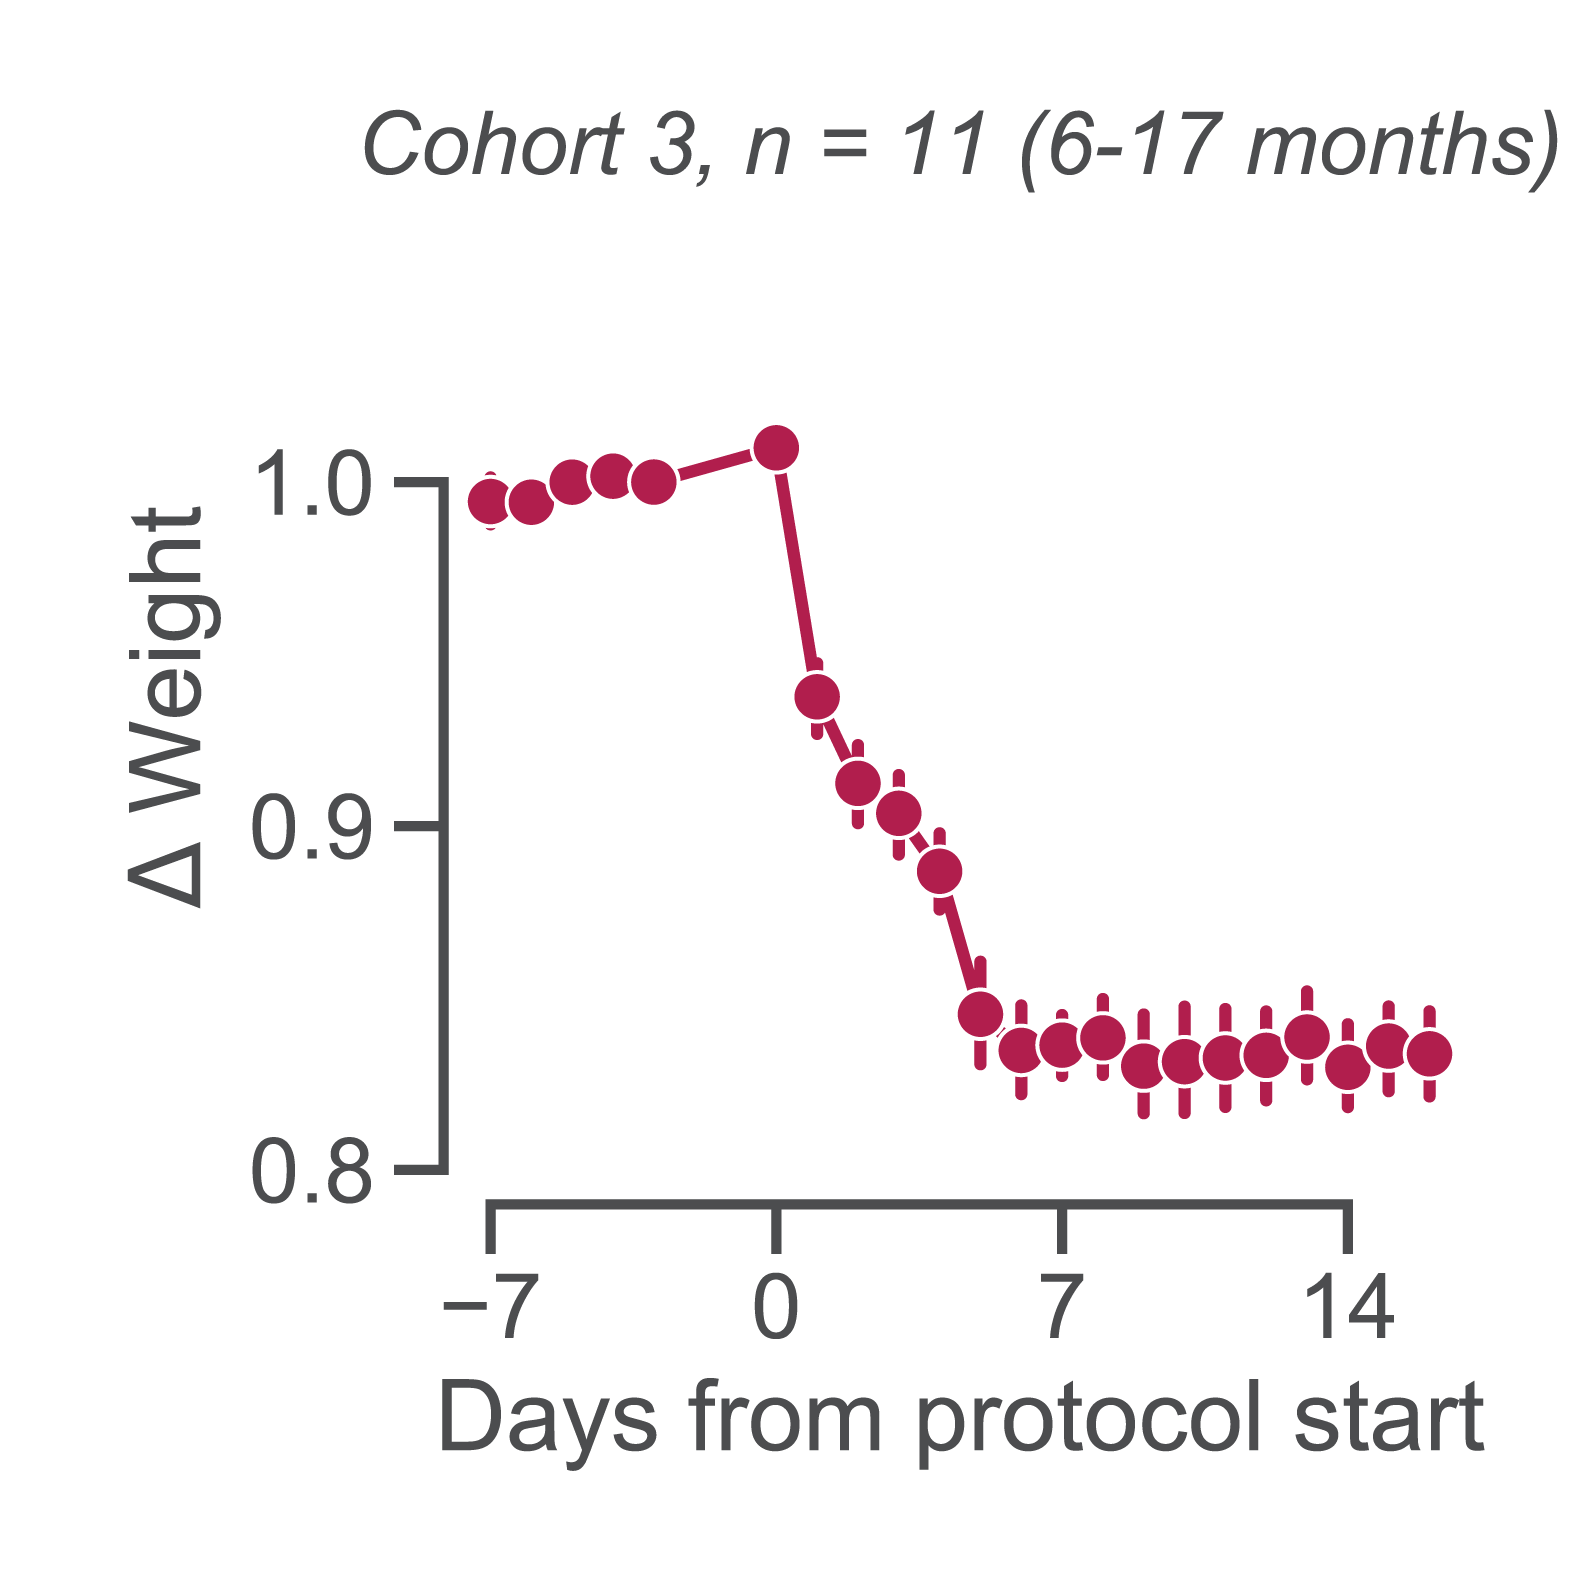 Cohort 3, n = 11 (6-17 months)
Δ Weight
1.0
0.9
0.8
−7 0 7 14
Days from protocol start